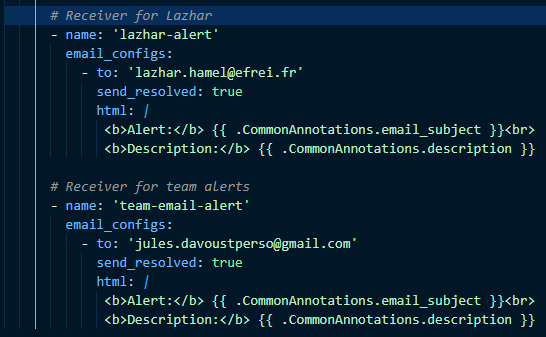 # Receiver for Lazhar
- name: 'lazhar-alert'
email_configs:
- to: 'lazhar.hamel@efrei.fr'
send_resolved: true
html: |
<b>Alert:</b> {{ .CommonAnnotations.email_subject }}<br>
<b>Description:</b> {{ .CommonAnnotations.description }}
# Receiver for team alerts
- name: 'team-email-alert'
email_configs:
- to: 'jules.davoustperso@gmail.com'
send_resolved: true
html: |
<b>Alert:</b> {{ .CommonAnnotations.email_subject }}<br>
<b>Description:</b> {{ .CommonAnnotations.description }}